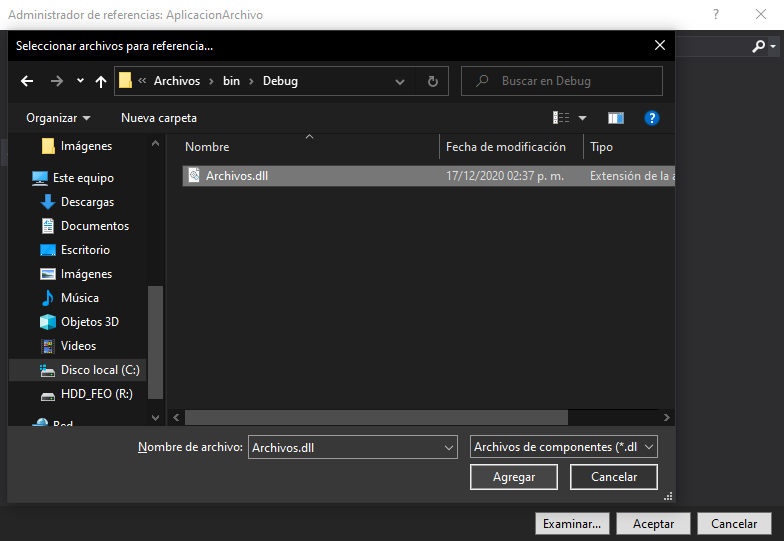 Administrador de referencias: AplicacionArchivo
Seleccionar archivos para referencia...
« Archivos › bin › Debug
Buscar en Debug
Organizar
Nueva carpeta
Nombre
Fecha de modificación
Tipo
Archivos.dll
17/12/2020 02:37 p. m.
Extensión de la a
Imágenes
Este equipo
Descargas
Documentos
Escritorio
Imágenes
Música
Objetos 3D
Videos
Disco local (C:)
HDD_FEO (R:)
Red
Nombre de archivo:
Archivos.dll
Archivos de componentes (*.dl
Agregar
Cancelar
Examinar...
Aceptar
Cancelar